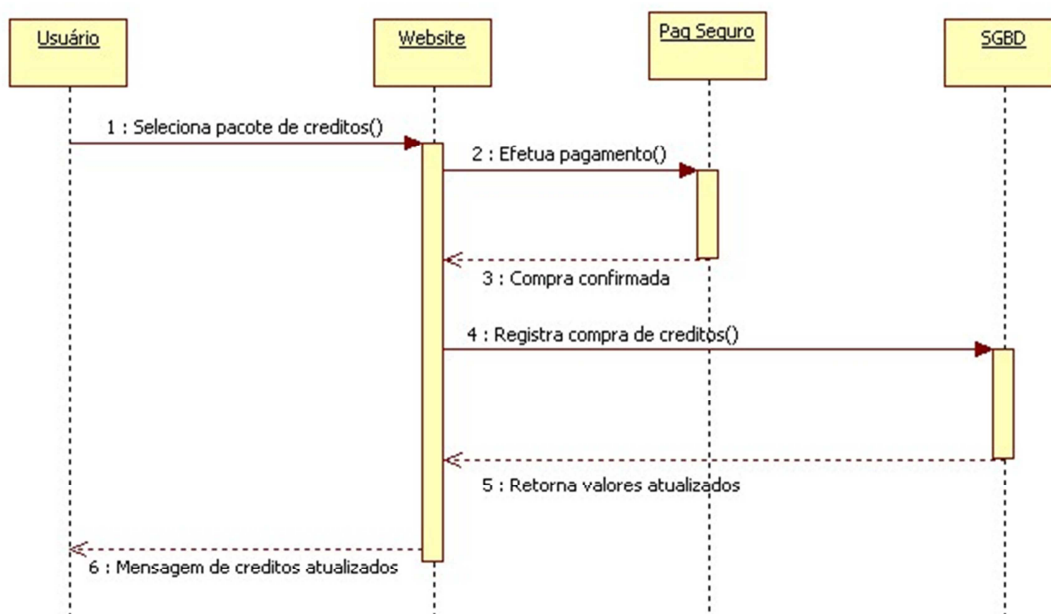 Usuário
Website
Pag Seguro
SGBD
1 : Seleciona pacote de creditos()
2 : Efetua pagamento()
3 : Compra confirmada
4 : Registra compra de creditos()
5 : Retorna valores atualizados
6 : Mensagem de creditos atualizados